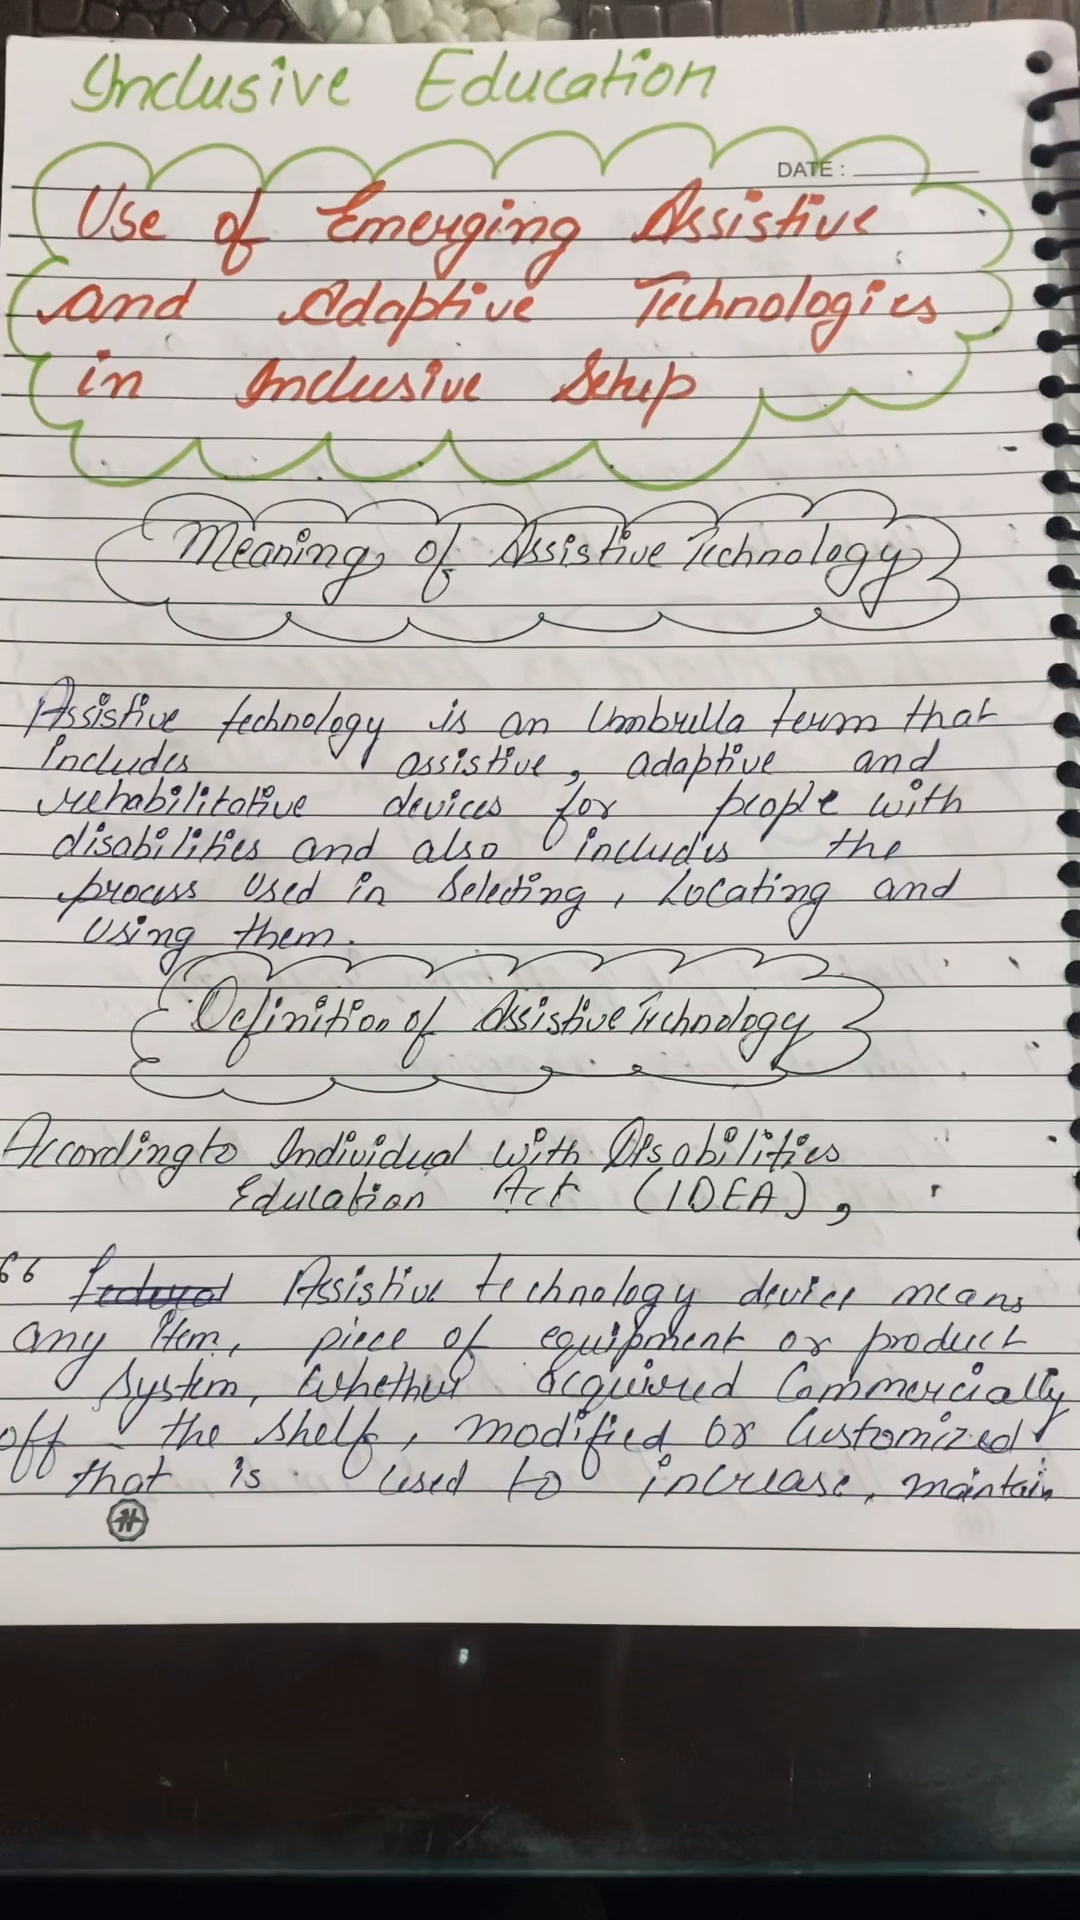 Inclusive Education
DATE :
Use of Emerging Assistive
and Adaptive Technologies
in Inclusive Setup
Meaning of Assistive Technology
Assistive technology is an Umbrella term that
includes assistive, adaptive and
rehabilitative devices for people with
disabilities and also includes the
process used in Selecting, Locating and
using them.
Definition of Assistive Technology
According to Individual with Disabilities
Education Act (IDEA),
66 Federal Assistive technology device means
any item, piece of equipment or product
System, whether acquired Commercially
off - the shelf, modified or Customized
that is used to increase, maintain